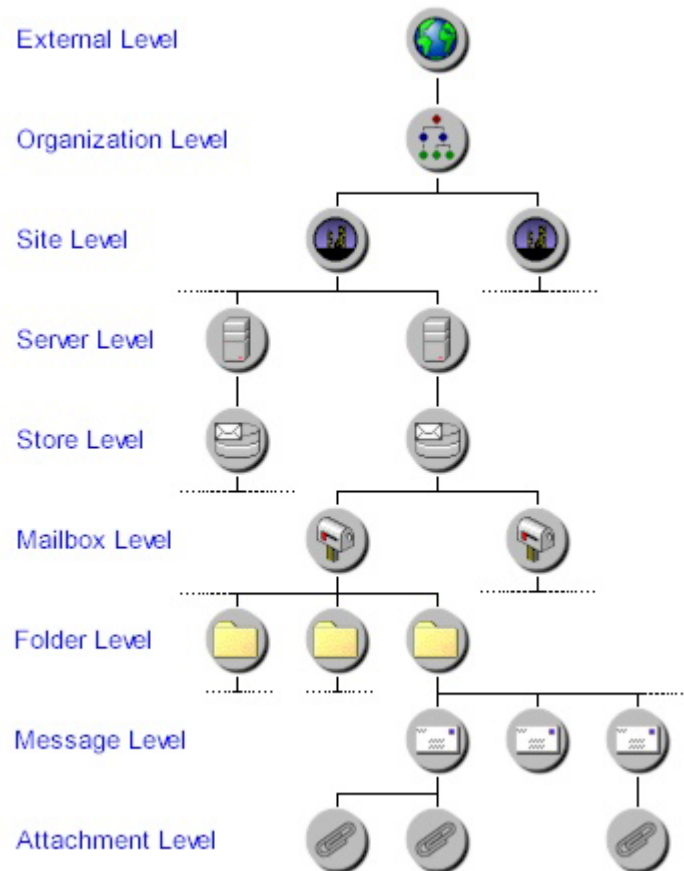 External Level
Organization Level
Site Level
Server Level
Store Level
Mailbox Level
Folder Level
Message Level
Attachment Level